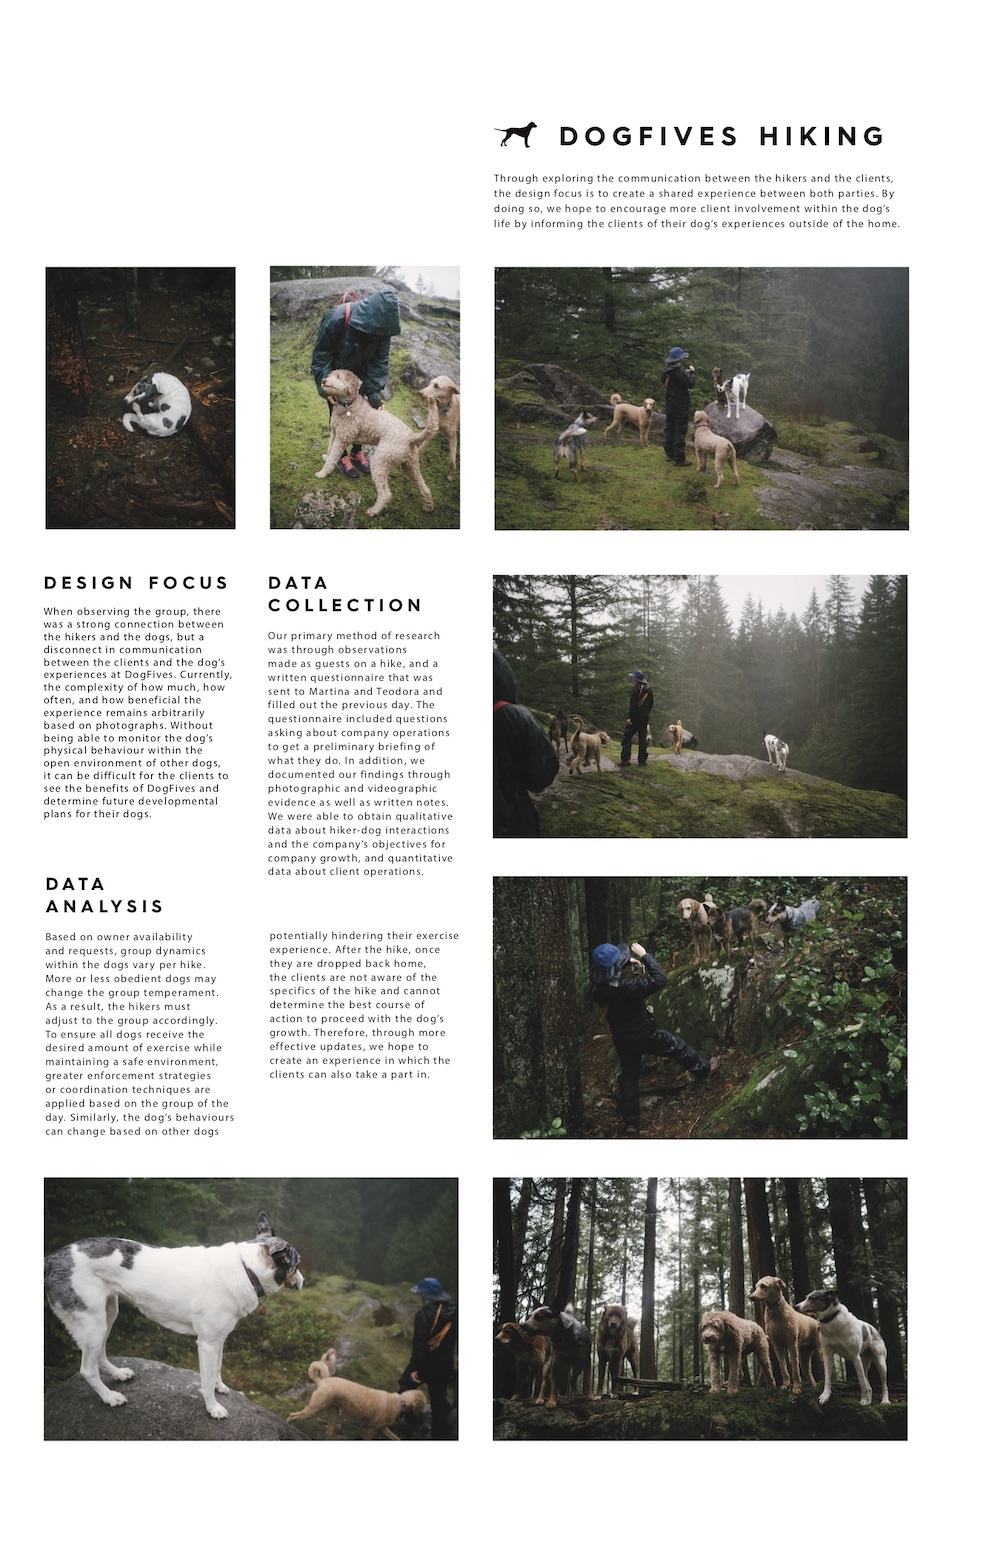 DOGFIVES HIKING
Through exploring the communication between the hikers and the clients,
the design focus is to create a shared experience between both parties. By
doing so, we hope to encourage more client involvement within the dog's
life by informing the clients of their dog's experiences outside of the home.
DESIGN FOCUS
When observing the group, there
was a strong connection between
the hikers and the dogs, but a
disconnect in communication
between the clients and the dog's
experiences at DogFives. Currently,
the complexity of how much, how
often, and how beneficial the
experience remains arbitrarily
based on photographs. Without
being able to monitor the dog's
physical behaviour within the
open environment of other dogs,
it can be difficult for the clients to
see the benefits of DogFives and
determine future developmental
plans for their dogs.
DATA
COLLECTION
Our primary method of research
was through observations
made as guests on a hike, and a
written questionnaire that was
sent to Martina and Teodora and
filled out the previous day. The
questionnaire included questions
asking about company operations
to get a preliminary briefing of
what they do. In addition, we
documented our findings through
photographic and videographic
evidence as well as written notes.
We were able to obtain qualitative
data about hiker-dog interactions
and the company's objectives for
company growth, and quantitative
data about client operations.
DATA
ANALYSIS
Based on owner availability
and requests, group dynamics
within the dogs vary per hike.
More or less obedient dogs may
change the group temperament.
As a result, the hikers must
adjust to the group accordingly.
To ensure all dogs receive the
desired amount of exercise while
maintaining a safe environment,
greater enforcement strategies
or coordination techniques are
applied based on the group of the
day. Similarly, the dog's behaviours
can change based on other dogs
potentially hindering their exercise
experience. After the hike, once
they are dropped back home,
the clients are not aware of the
specifics of the hike and cannot
determine the best course of
action to proceed with the dog's
growth. Therefore, through more
effective updates, we hope to
create an experience in which the
clients can also take a part in.